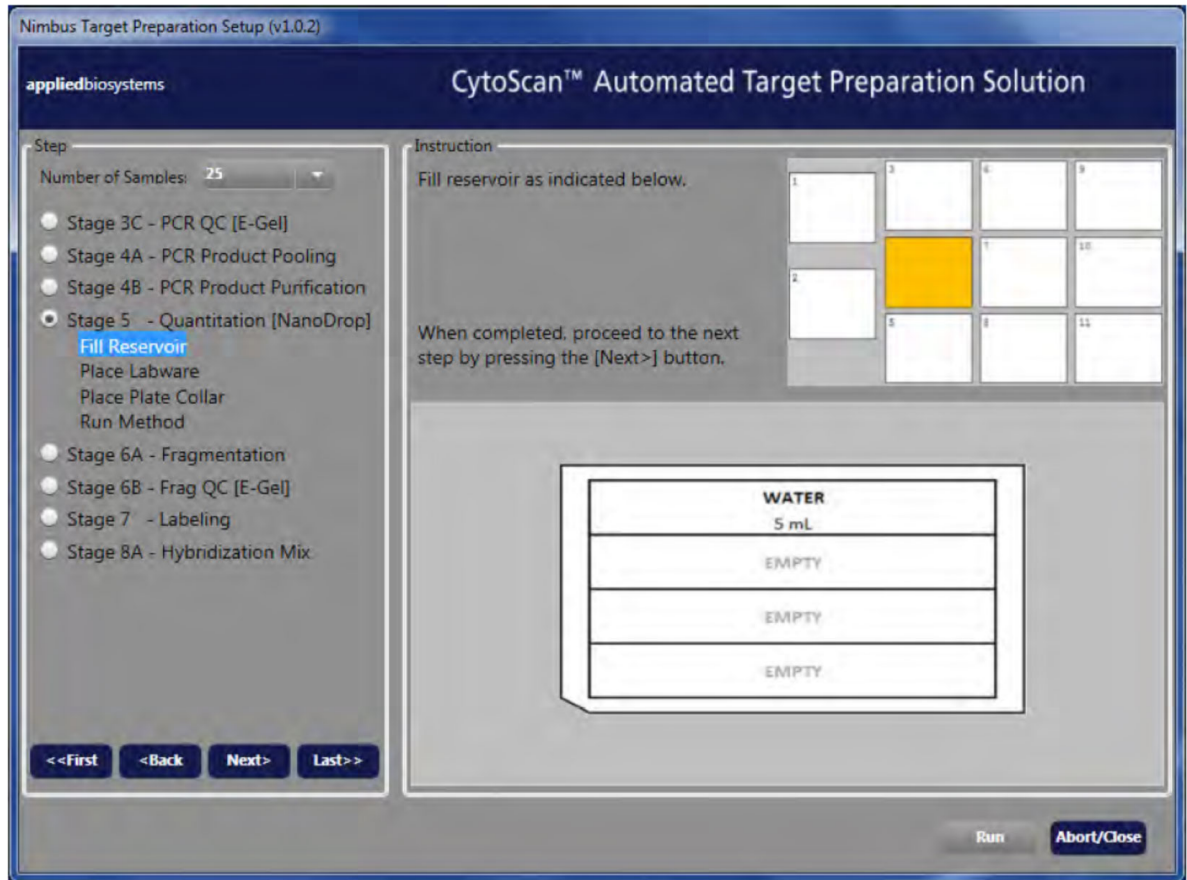 Nimbus Target Preparation Setup (v1.0.2)
appliedbiosystems
CytoScan™ Automated Target Preparation Solution
Step
Number of Samples: 25
Stage 3C - PCR QC [E-Gel]
Stage 4A - PCR Product Pooling
Stage 4B - PCR Product Purification
Stage 5 - Quantitation [NanoDrop]
Fill Reservoir
Place Labware
Place Plate Collar
Run Method
Stage 6A - Fragmentation
Stage 6B - Frag QC [E-Gel]
Stage 7 - Labeling
Stage 8A - Hybridization Mix
<<First <Back Next> Last>>
Instruction
Fill reservoir as indicated below.
When completed, proceed to the next
step by pressing the [Next>] button.
1
3
6
9
2
7
10
5
8
11
WATER
5 mL
EMPTY
EMPTY
EMPTY
Run Abort/Close